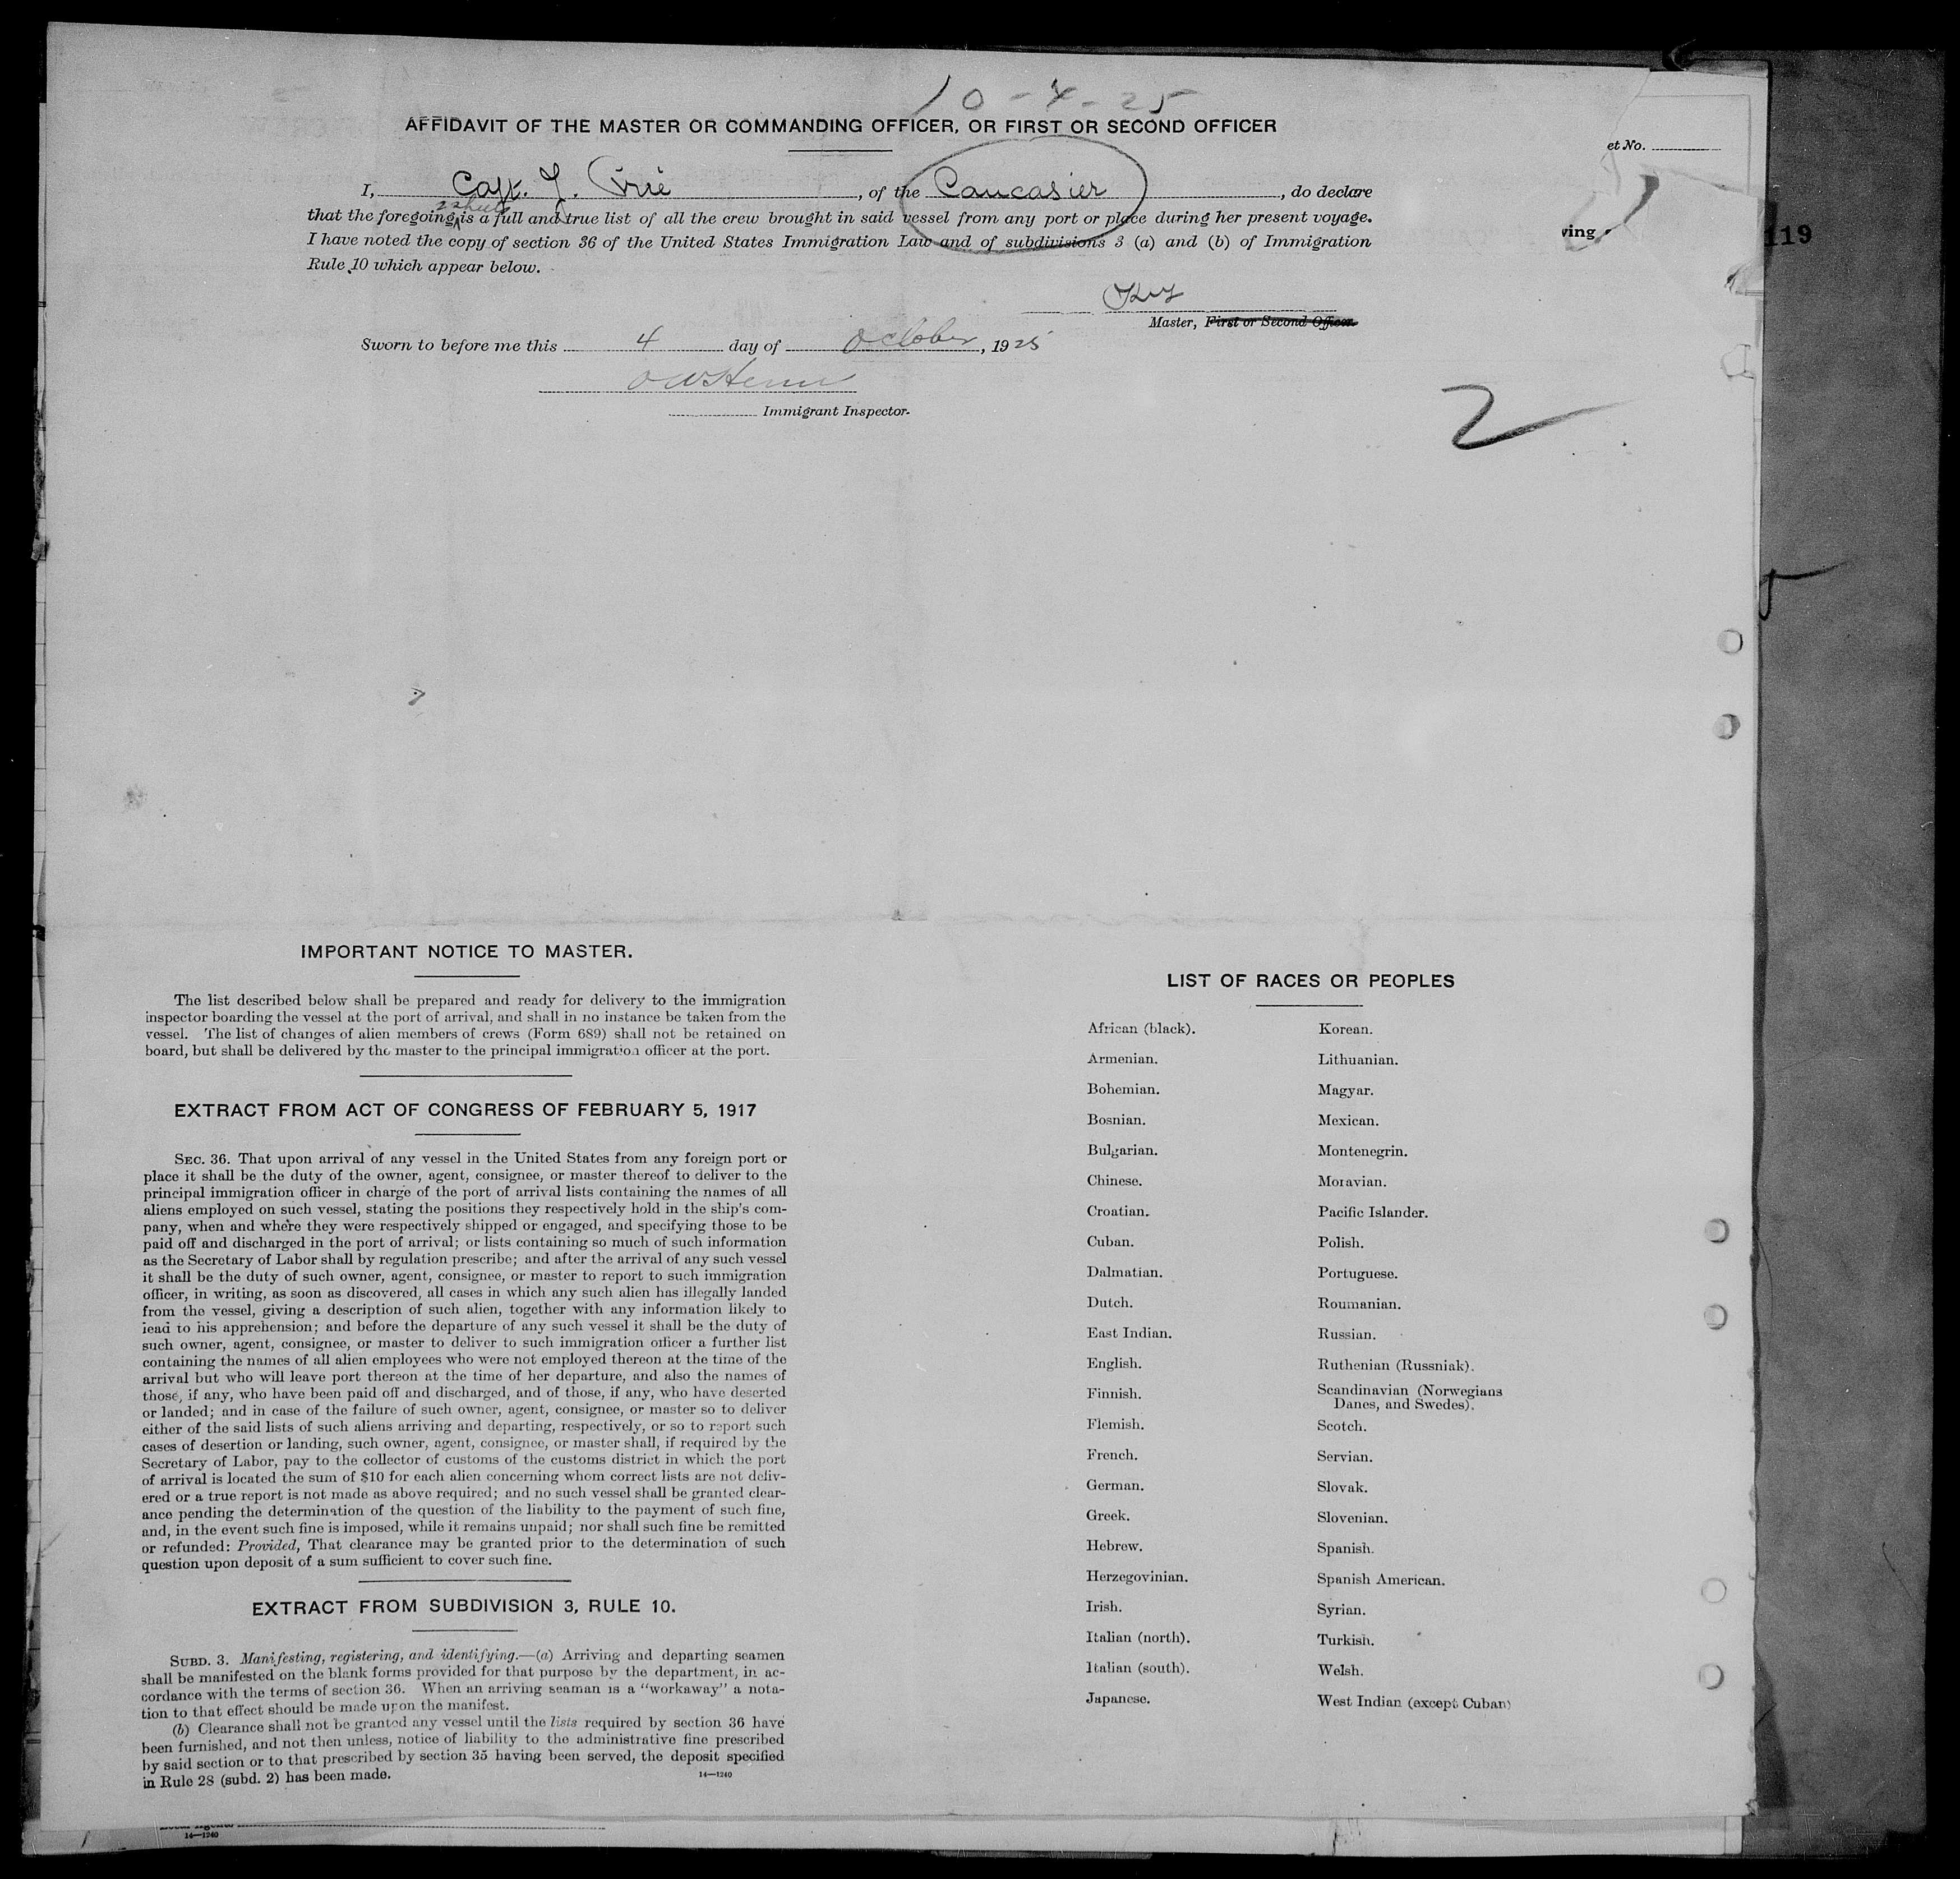 10-4-25
AFFIDAVIT OF THE MASTER OR COMMANDING OFFICER, OR FIRST OR SECOND OFFICER
et No.
I, Capt. J. , of the Caucasier , do declare
2 sheets
that the foregoing is a full and true list of all the crew brought in said vessel from any port or place during her present voyage.
I have noted the copy of section 36 of the United States Immigration Law and of subdivisions 3 (a) and (b) of Immigration
Rule 10 which appear below.
ving
119
Master, First or Second Officer.
Sworn to before me this 4 day of October, 1925
Immigrant Inspector.
2
IMPORTANT NOTICE TO MASTER.
The list described below shall be prepared and ready for delivery to the immigration
inspector boarding the vessel at the port of arrival, and shall in no instance be taken from the
vessel. The list of changes of alien members of crews (Form 689) shall not be retained on
board, but shall be delivered by the master to the principal immigration officer at the port.
EXTRACT FROM ACT OF CONGRESS OF FEBRUARY 5, 1917
SEC. 36. That upon arrival of any vessel in the United States from any foreign port or
place it shall be the duty of the owner, agent, consignee, or master thereof to deliver to the
principal immigration officer in charge of the port of arrival lists containing the names of all
aliens employed on such vessel, stating the positions they respectively hold in the ship's com-
pany, when and where they were respectively shipped or engaged, and specifying those to be
paid off and discharged in the port of arrival; or lists containing so much of such information
as the Secretary of Labor shall by regulation prescribe; and after the arrival of any such vessel
it shall be the duty of such owner, agent, consignee, or master to report to such immigration
officer, in writing, as soon as discovered, all cases in which any such alien has illegally landed
from the vessel, giving a description of such alien, together with any information likely to
lead to his apprehension; and before the departure of any such vessel it shall be the duty of
such owner, agent, consignee, or master to deliver to such immigration officer a further list
containing the names of all alien employees who were not employed thereon at the time of the
arrival but who will leave port thereon at the time of her departure, and also the names of
those, if any, who have been paid off and discharged, and of those, if any, who have deserted
or landed; and in case of the failure of such owner, agent, consignee, or master so to deliver
either of the said lists of such aliens arriving and departing, respectively, or so to report such
cases of desertion or landing, such owner, agent, consignee, or master shall, if required by the
Secretary of Labor, pay to the collector of customs of the customs district in which the port
of arrival is located the sum of $10 for each alien concerning whom correct lists are not deliv-
ered or a true report is not made as above required; and no such vessel shall be granted clear-
ance pending the determination of the question of the liability to the payment of such fine,
and, in the event such fine is imposed, while it remains unpaid; nor shall such fine be remitted
or refunded: Provided, That clearance may be granted prior to the determination of such
question upon deposit of a sum sufficient to cover such fine.
EXTRACT FROM SUBDIVISION 3, RULE 10.
SUBD. 3. Manifesting, registering, and identifying.—(a) Arriving and departing seamen
shall be manifested on the blank forms provided for that purpose by the department, in ac-
cordance with the terms of section 36. When an arriving seaman is a "workaway" a nota-
tion to that effect should be made upon the manifest.
(b) Clearance shall not be granted any vessel until the lists required by section 36 have
been furnished, and not then unless, notice of liability to the administrative fine prescribed
by said section or to that prescribed by section 35 having been served, the deposit specified
in Rule 28 (subd. 2) has been made.
14—1240
LIST OF RACES OR PEOPLES
African (black).
Armenian.
Bohemian.
Bosnian.
Bulgarian.
Chinese.
Croatian.
Cuban.
Dalmatian.
Dutch.
East Indian.
English.
Finnish.
Flemish.
French.
German.
Greek.
Hebrew.
Herzegovinian.
Irish.
Italian (north).
Italian (south).
Japanese.
Korean.
Lithuanian.
Magyar.
Mexican.
Montenegrin.
Moravian.
Pacific Islander.
Polish.
Portuguese.
Roumanian.
Russian.
Ruthenian (Russniak).
Scandinavian (Norwegians
Danes, and Swedes).
Scotch.
Servian.
Slovak.
Slovenian.
Spanish.
Spanish American.
Syrian.
Turkish.
Welsh.
West Indian (except Cuban)
14—1240